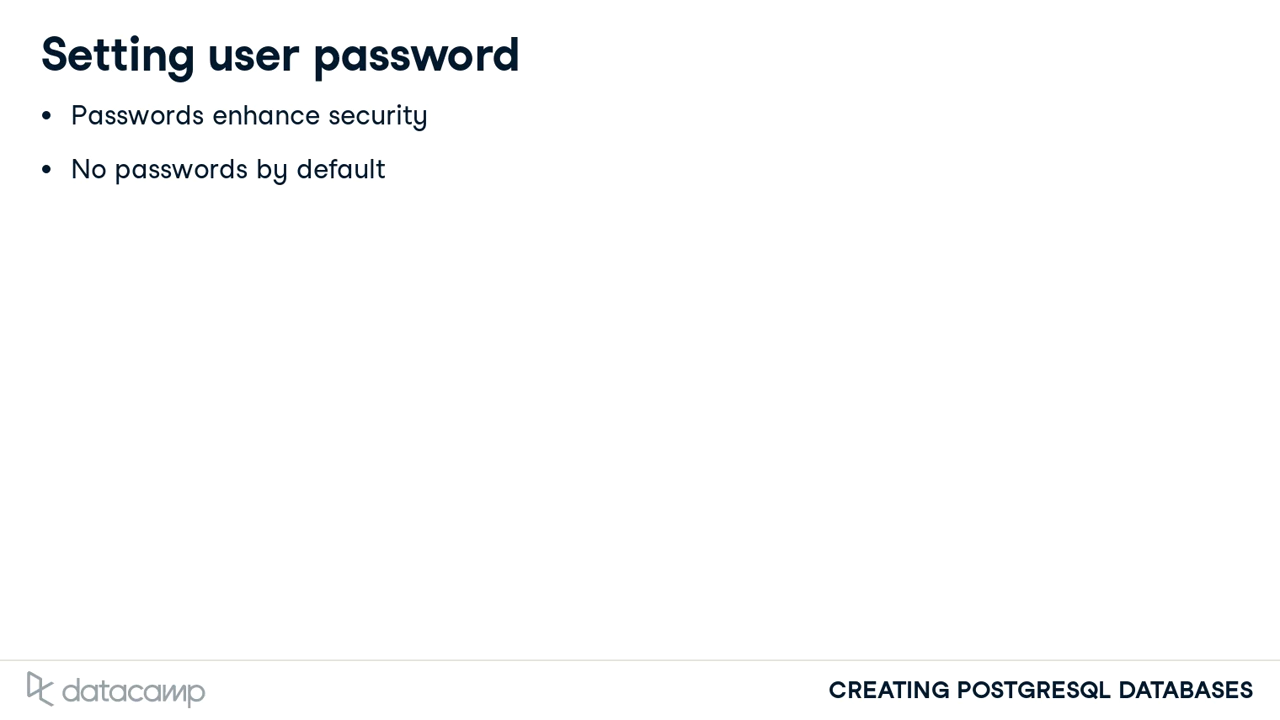 Setting user password
• Passwords enhance security
• No passwords by default
datacamp
CREATING POSTGRESQL DATABASES